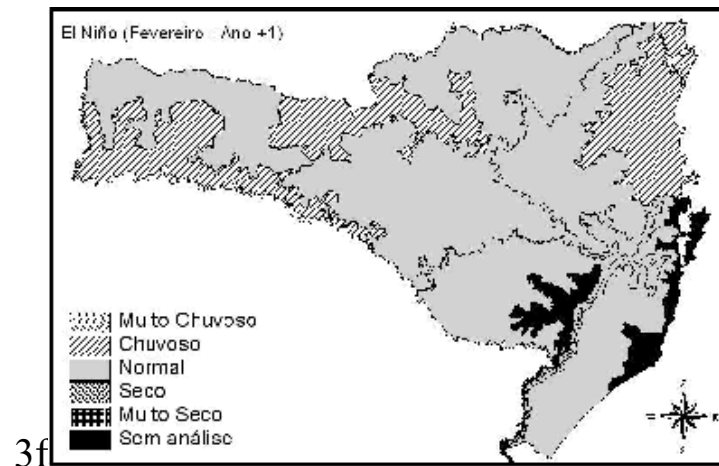 El Niño (Fevereiro - Ano +1)
Muito Chuvoso
Chuvoso
Normal
Seco
Muito Seco
Sem análise
3f